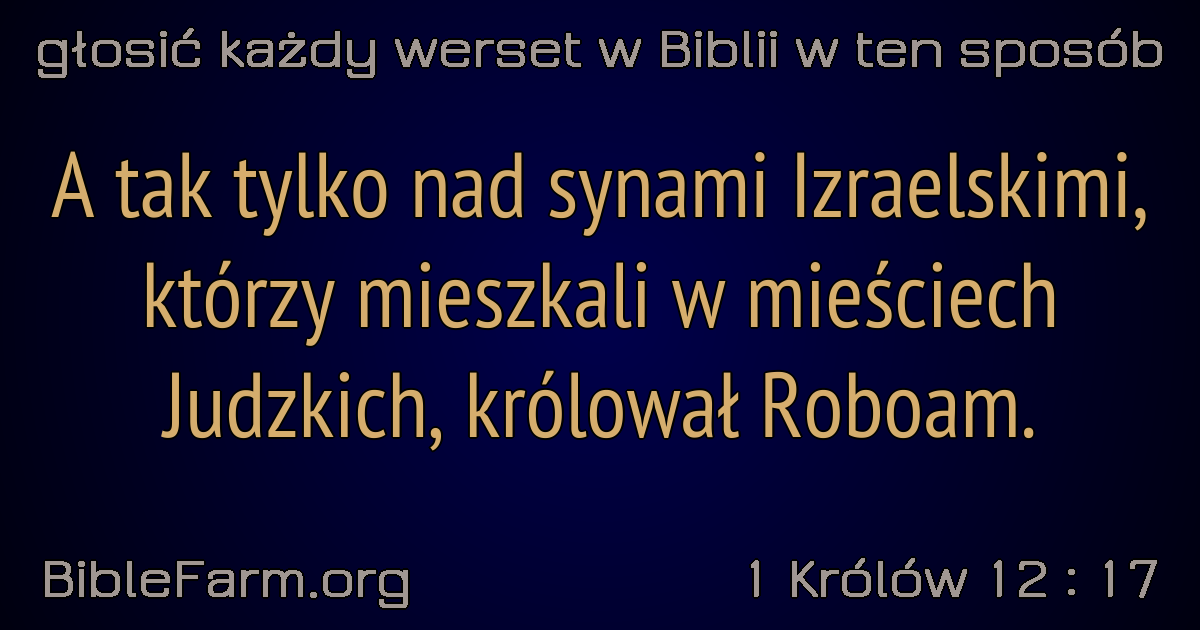 głosić każdy werset w Biblii w ten sposób
A tak tylko nad synami Izraelskimi,
którzy mieszkali w mieściech
Judzkich, królował Roboam.
BibleFarm.org
1 Królów 12 : 17